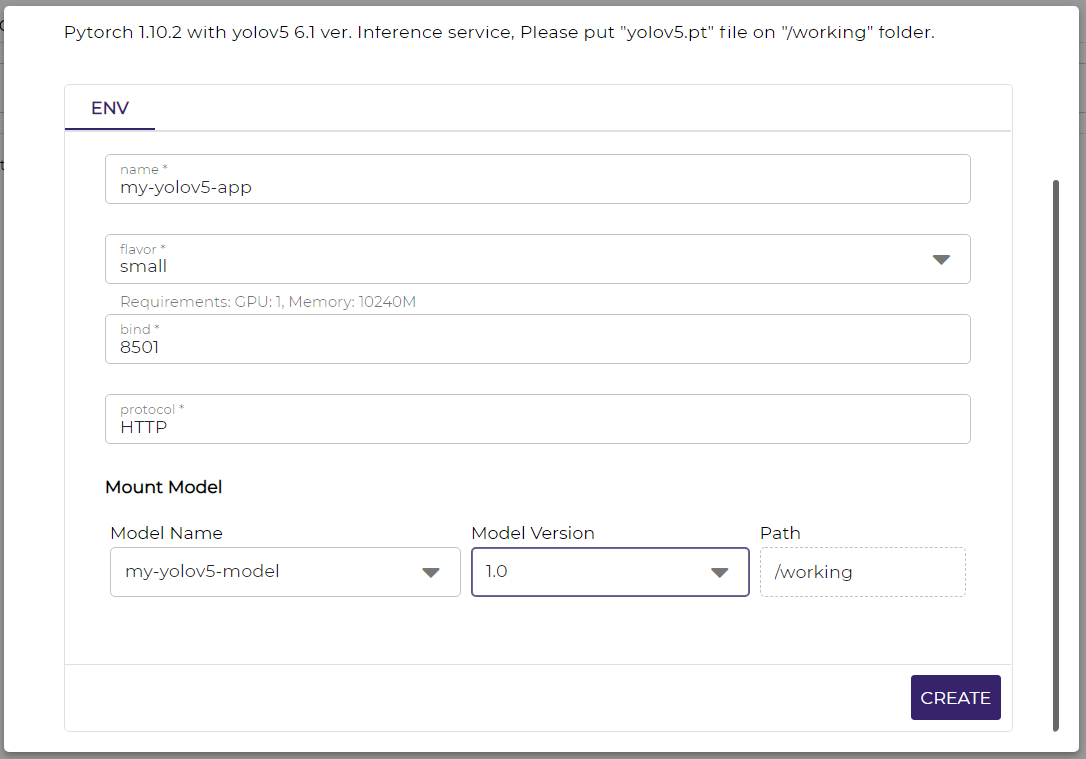 Pytorch 1.10.2 with yolov5 6.1 ver. Inference service, Please put "yolov5.pt" file on "/working" folder.
ENV
name *
my-yolov5-app
flavor *
small
Requirements: GPU: 1, Memory: 10240M
bind *
8501
protocol *
HTTP
Mount Model
Model Name Model Version Path
my-yolov5-model 1.0 /working
CREATE